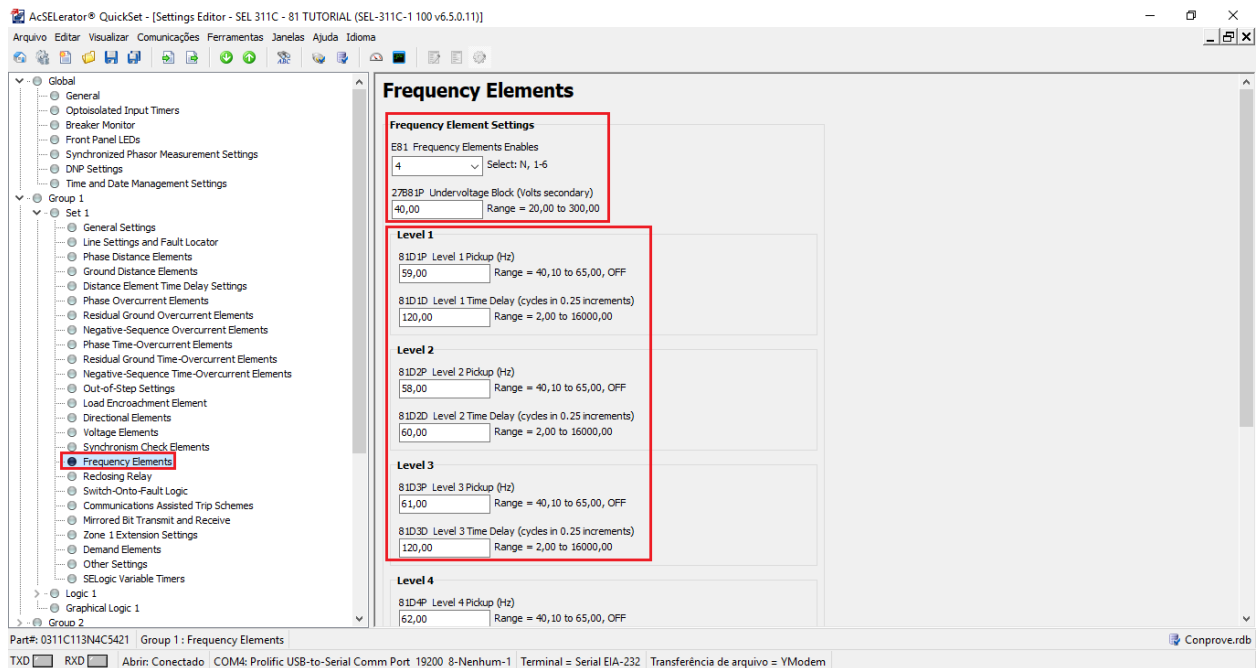 AcSELerator® QuickSet - [Settings Editor - SEL 311C - 81 TUTORIAL (SEL-311C-1 100 v6.5.0.11)]
Arquivo Editar Visualizar Comunicações Ferramentas Janelas Ajuda Idioma
Global
General
Optoisolated Input Timers
Breaker Monitor
Front Panel LEDs
Synchronized Phasor Measurement Settings
DNP Settings
Time and Date Management Settings
Group 1
Set 1
General Settings
Line Settings and Fault Locator
Phase Distance Elements
Ground Distance Elements
Distance Element Time Delay Settings
Phase Overcurrent Elements
Residual Ground Overcurrent Elements
Negative-Sequence Overcurrent Elements
Phase Time-Overcurrent Elements
Residual Ground Time-Overcurrent Elements
Negative-Sequence Time-Overcurrent Elements
Out-of-Step Settings
Load Encroachment Element
Directional Elements
Voltage Elements
Synchronism Check Elements
Frequency Elements
Reclosing Relay
Switch-Onto-Fault Logic
Communications Assisted Trip Schemes
Mirrored Bit Transmit and Receive
Zone 1 Extension Settings
Demand Elements
Other Settings
SELogic Variable Timers
Logic 1
Graphical Logic 1
Group 2
Frequency Elements
Frequency Element Settings
E81 Frequency Elements Enables
4 Select: N, 1-6
27B81P Undervoltage Block (Volts secondary)
40,00 Range = 20,00 to 300,00
Level 1
81D1P Level 1 Pickup (Hz)
59,00 Range = 40,10 to 65,00, OFF
81D1D Level 1 Time Delay (cycles in 0.25 increments)
120,00 Range = 2,00 to 16000,00
Level 2
81D2P Level 2 Pickup (Hz)
58,00 Range = 40,10 to 65,00, OFF
81D2D Level 2 Time Delay (cycles in 0.25 increments)
60,00 Range = 2,00 to 16000,00
Level 3
81D3P Level 3 Pickup (Hz)
61,00 Range = 40,10 to 65,00, OFF
81D3D Level 3 Time Delay (cycles in 0.25 increments)
120,00 Range = 2,00 to 16000,00
Level 4
81D4P Level 4 Pickup (Hz)
62,00 Range = 40,10 to 65,00, OFF
Part#: 0311C113N4C5421 Group 1 : Frequency Elements Conprove.rdb
TXD RXD Abrir: Conectado COM4: Prolific USB-to-Serial Comm Port 19200 8-Nenhum-1 Terminal = Serial EIA-232 Transferência de arquivo = YModem